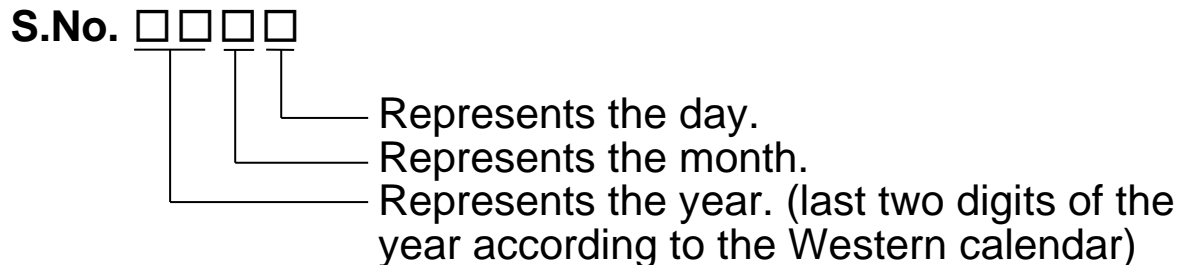 S.No. □□□□
Represents the day.
Represents the month.
Represents the year. (last two digits of the
year according to the Western calendar)